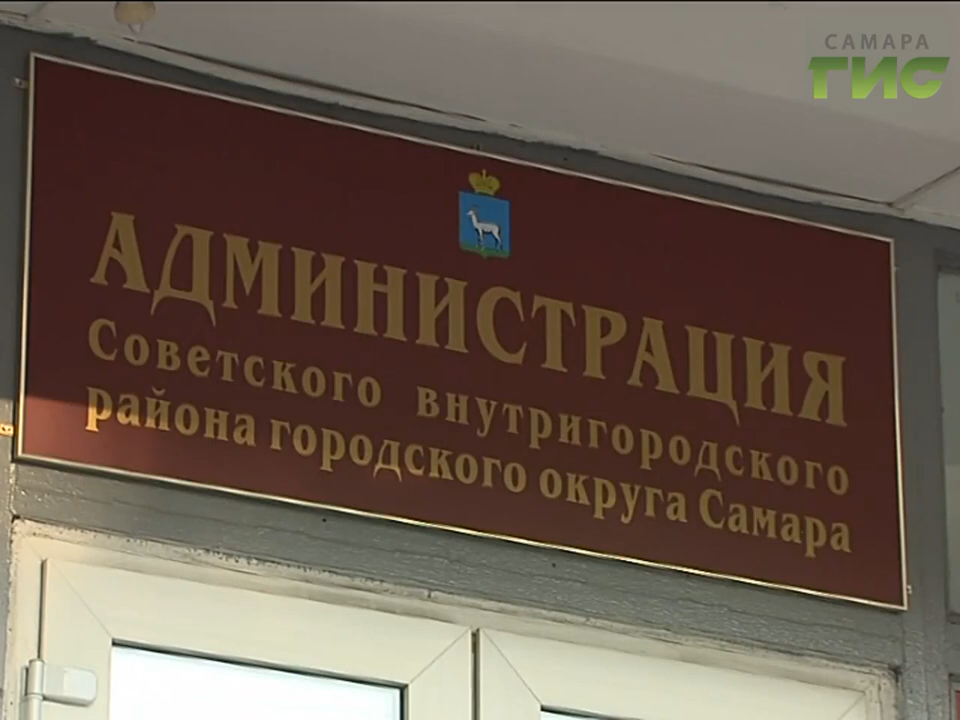 САМАРА
ГИС
АДМИНИСТРАЦИЯ
Советского внутригородского
района городского округа Самара